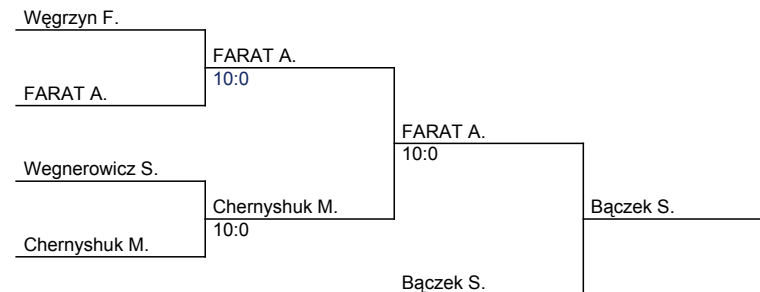 Węgrzyn F.
FARAT A.
10:0
FARAT A.
FARAT A.
10:0
Wegnerowicz S.
Chernyshuk M.
10:0
Bączek S.
Chernyshuk M.
Bączek S.